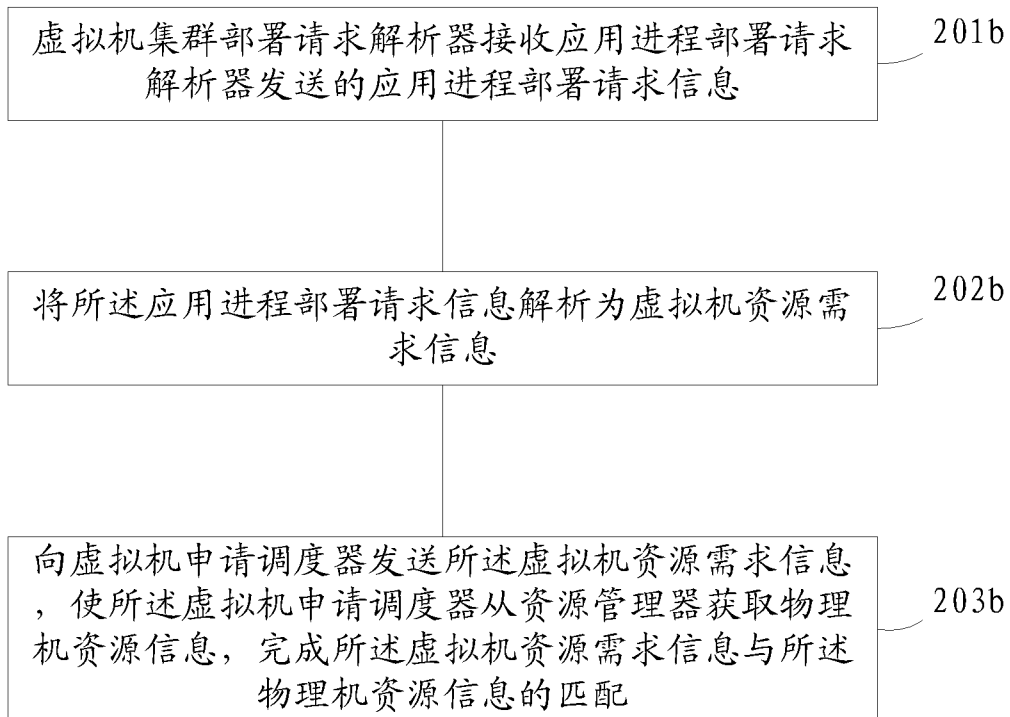 虚拟机集群部署请求解析器接收应用进程部署请求
解析器发送的应用进程部署请求信息
201b
将所述应用进程部署请求信息解析为虚拟机资源需
求信息
202b
向虚拟机申请调度器发送所述虚拟机资源需求信息
，使所述虚拟机申请调度器从资源管理器获取物理
机资源信息，完成所述虚拟机资源需求信息与所述
物理机资源信息的匹配
203b